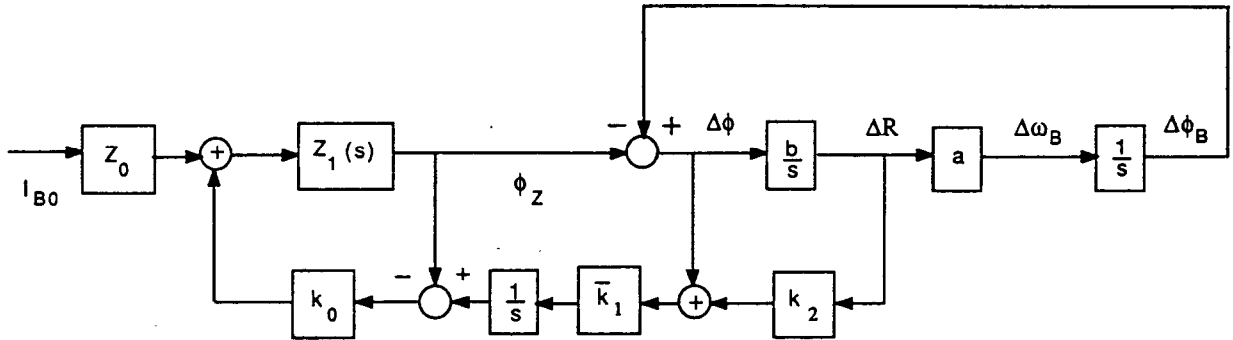 − + Δϕ
ΔR
Δω_B
Δϕ_B
I_B0
Z_0
+
Z_1 (s)
ϕ_Z
b/s
a
1/s
− +
k_0
1/s
k̅_1
+
k_2